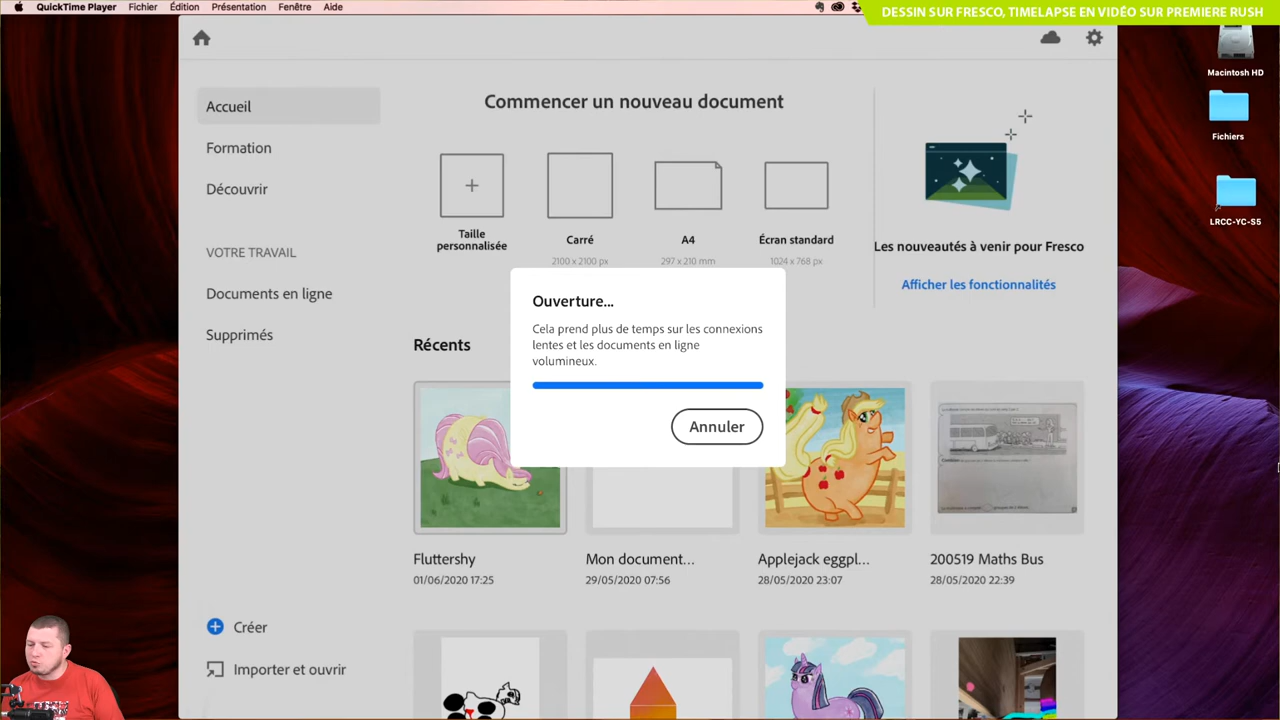 QuickTime Player Fichier Édition Présentation Fenêtre Aide
DESSIN SUR FRESCO, TIMELAPSE EN VIDÉO SUR PREMIERE RUSH
Macintosh HD
Fichiers
LRCC-YC-S5
Accueil
Formation
Découvrir
VOTRE TRAVAIL
Documents en ligne
Supprimés
Créer
Importer et ouvrir
Commencer un nouveau document
Taille
personnalisée
Carré
2100 x 2100 px
A4
297 x 210 mm
Écran standard
1024 x 768 px
Les nouveautés à venir pour Fresco
Afficher les fonctionnalités
Récents
Ouverture...
Cela prend plus de temps sur les connexions
lentes et les documents en ligne
volumineux.
Annuler
Fluttershy
01/06/2020 17:25
Mon document...
29/05/2020 07:56
Applejack eggpl...
28/05/2020 23:07
200519 Maths Bus
28/05/2020 22:39